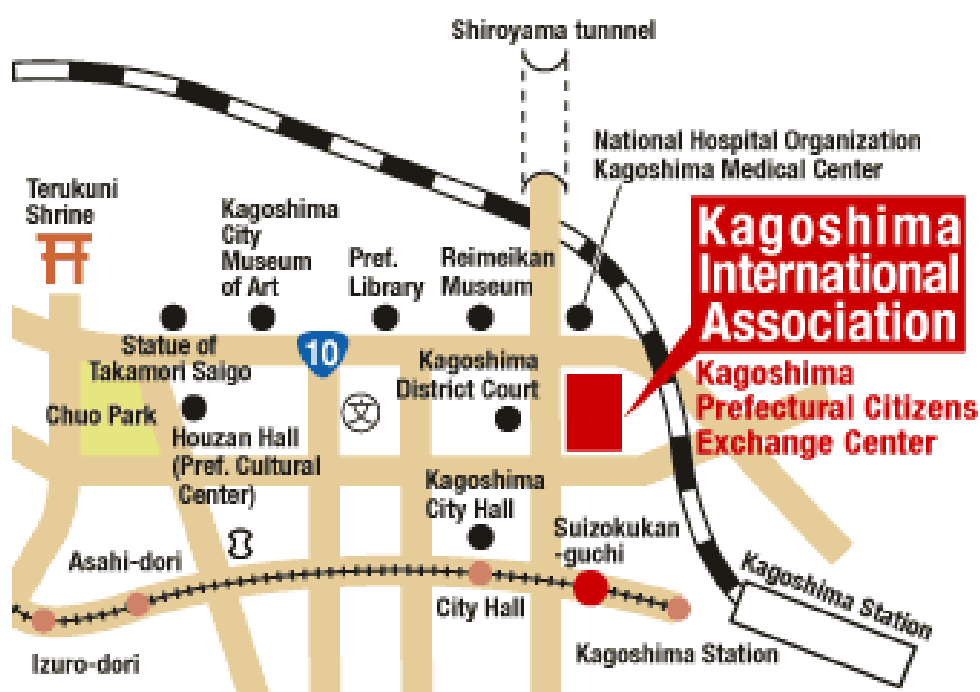 Shiroyama tunnnel
National Hospital Organization
Kagoshima Medical Center
Terukuni
Shrine
Kagoshima
City
Museum
of Art
Pref.
Library
Reimeikan
Museum
Kagoshima
International
Association
Statue of
Takamori Saigo
10
Kagoshima
District Court
Kagoshima
Prefectural Citizens
Exchange Center
Chuo Park
文
Houzan Hall
(Pref. Cultural
Center)
Kagoshima
City Hall
Suizokukan
-guchi
Asahi-dori
Kagoshima Station
City Hall
Izuro-dori
Kagoshima Station